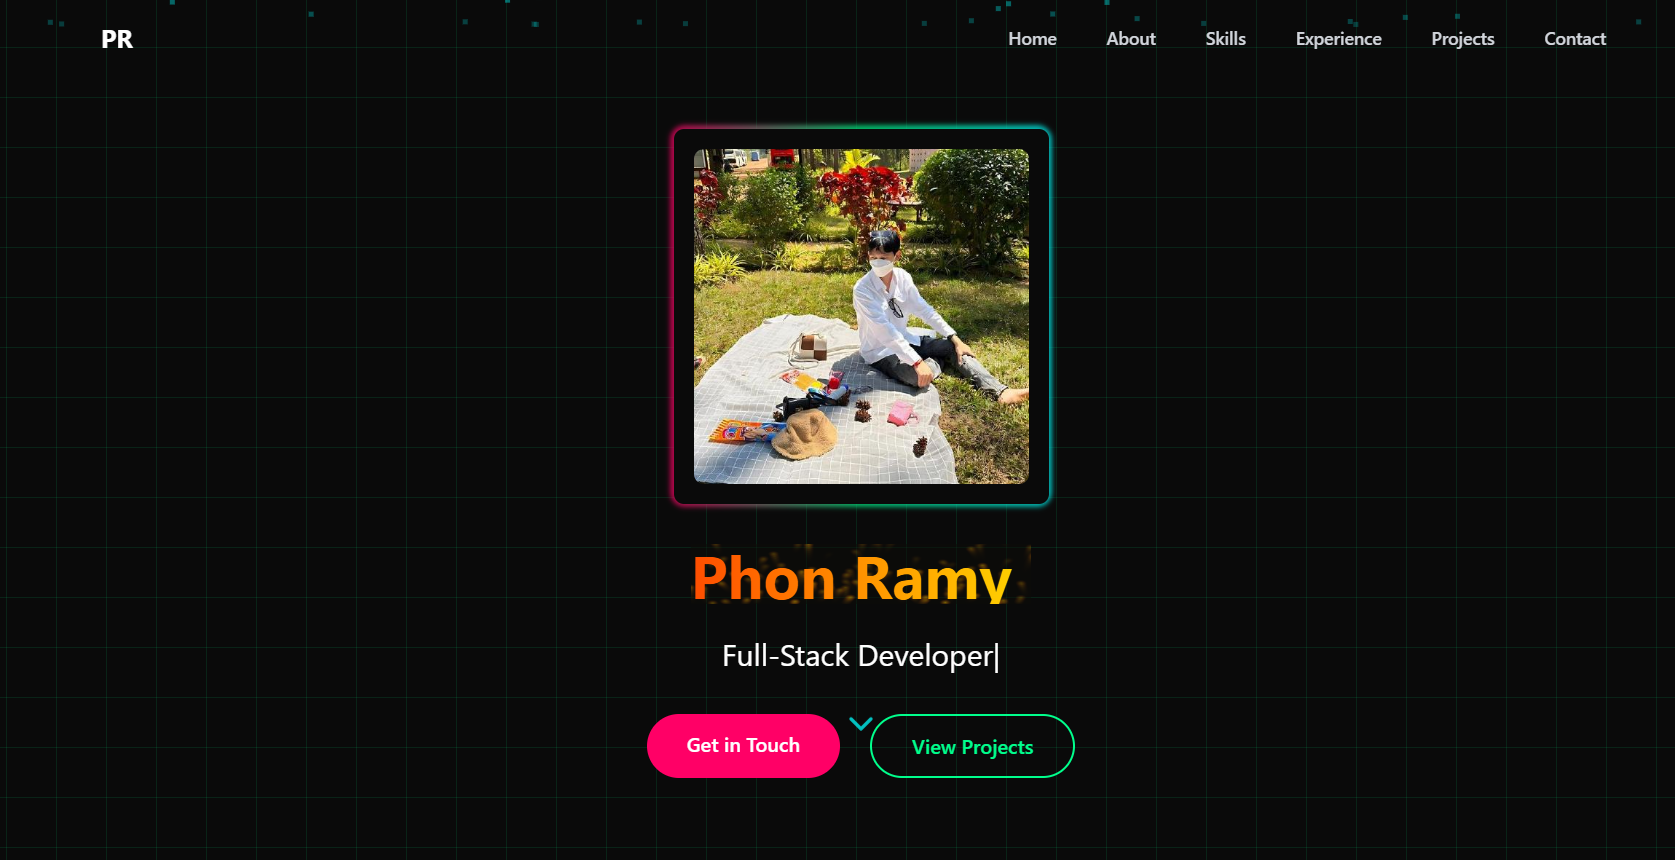 PR
Home About Skills Experience Projects Contact
Phon Ramy
Full-Stack Developer|
Get in Touch
View Projects